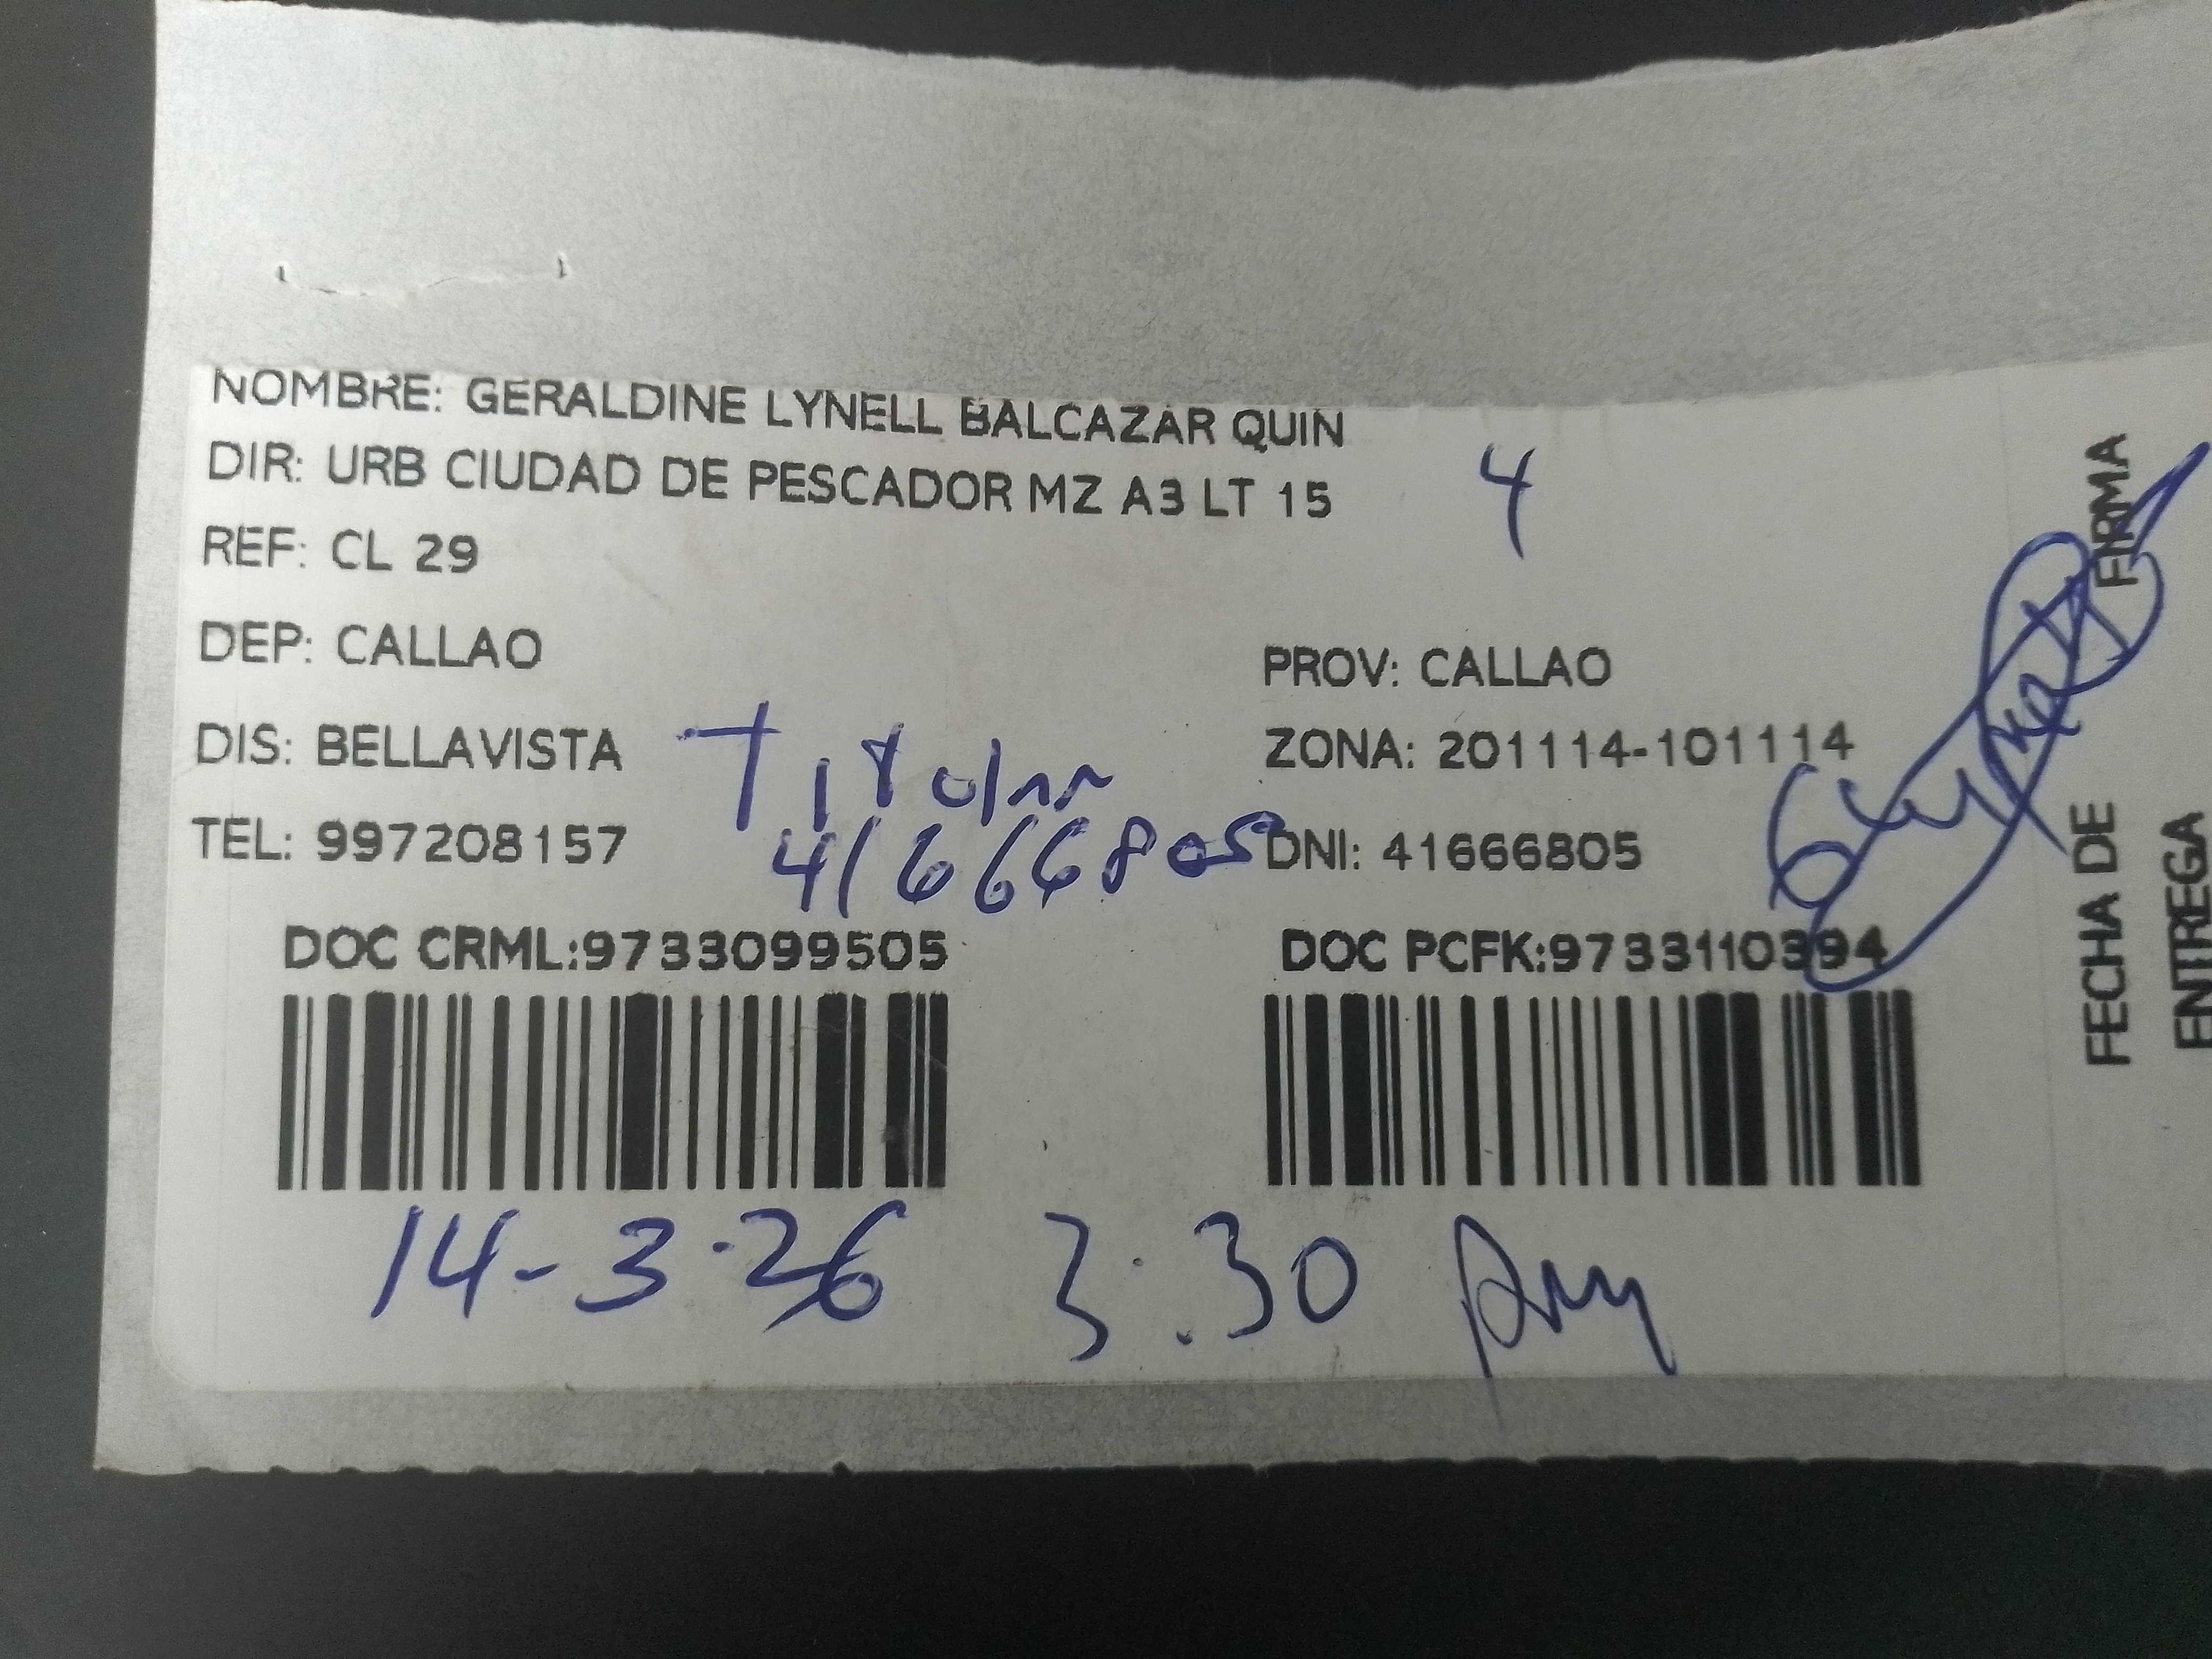 NOMBRE: GERALDINE LYNELL BALCAZAR QUIN
DIR: URB CIUDAD DE PESCADOR MZ A3 LT 15
4
REF: CL 29
DEP: CALLAO
PROV: CALLAO
DIS: BELLAVISTA
Titular
ZONA: 201114-101114
TEL: 997208157
41666805
DNI: 41666805
DOC CRML:9733099505
DOC PCFK:9733110394
14-3-26 3:30 pm
FIRMA
FECHA DE
ENTREGA